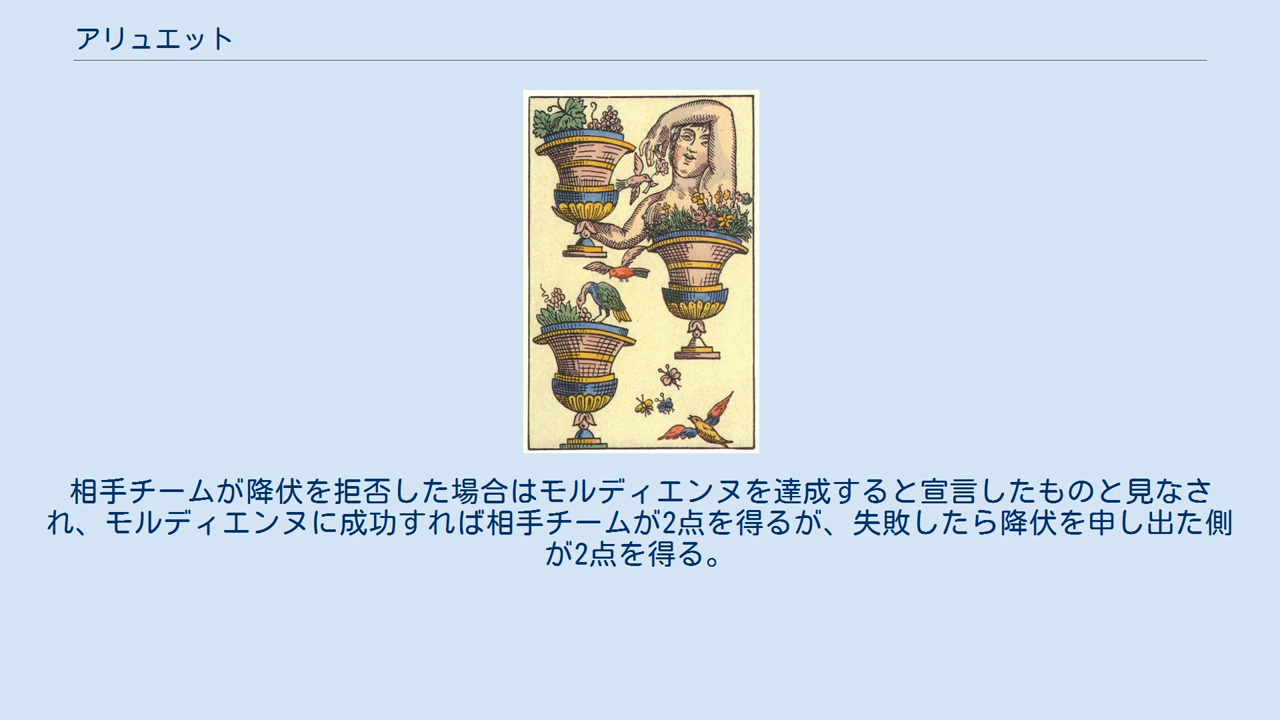 アリュエット
相手チームが降伏を拒否した場合はモルディエンヌを達成すると宣言したものと見なさ
れ、モルディエンヌに成功すれば相手チームが2点を得るが、失敗したら降伏を申し出た側
が2点を得る。